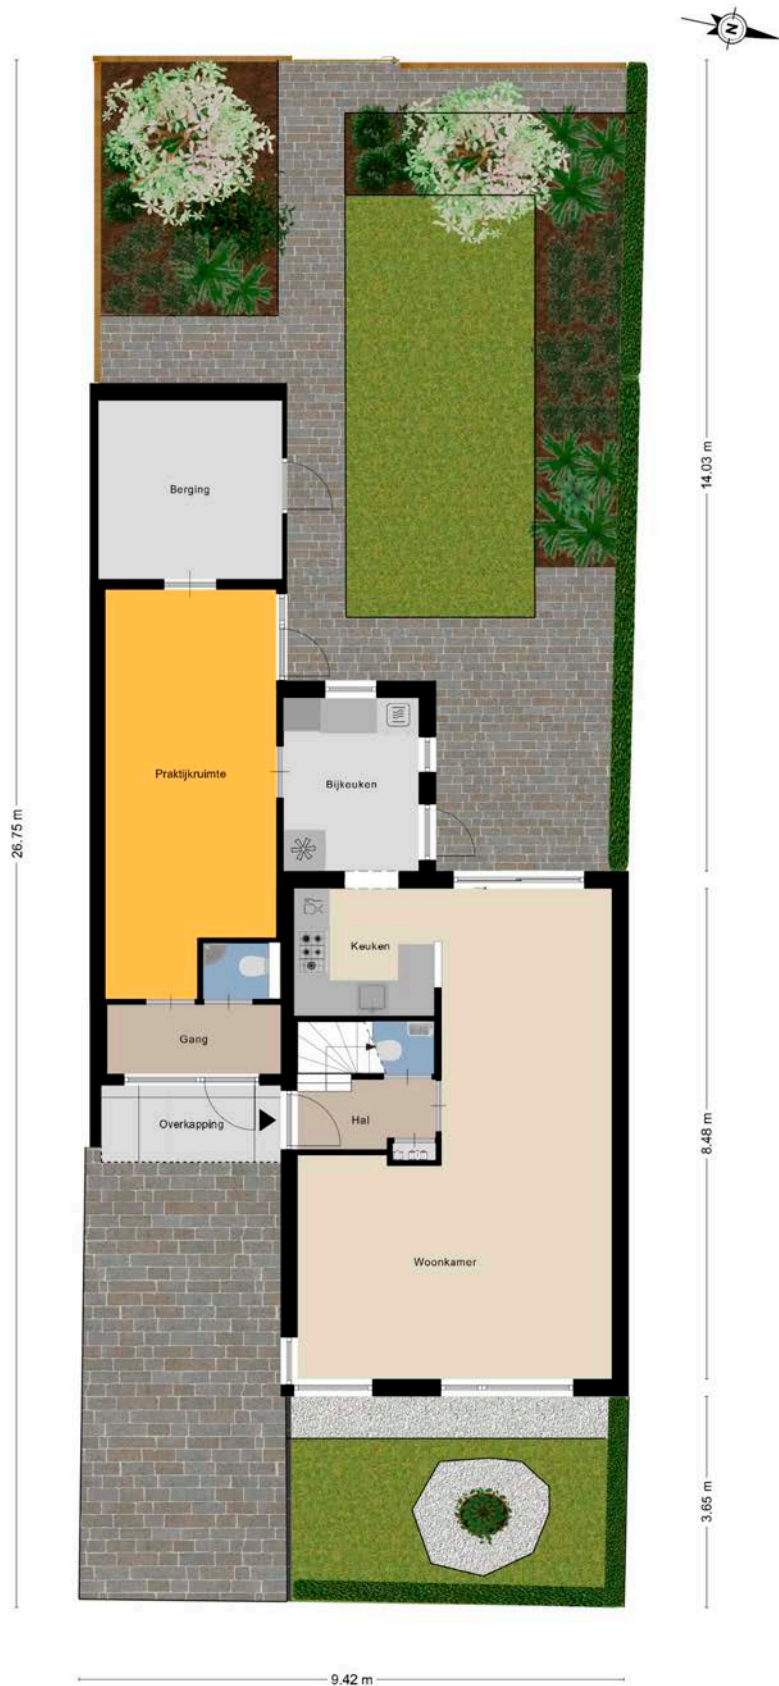 N
14.03 m
Berging
Praktijkruimte
Bijkeuken
26.75 m
Keuken
Gang
Overkapping
Hal
8.48 m
Woonkamer
3.65 m
9.42 m